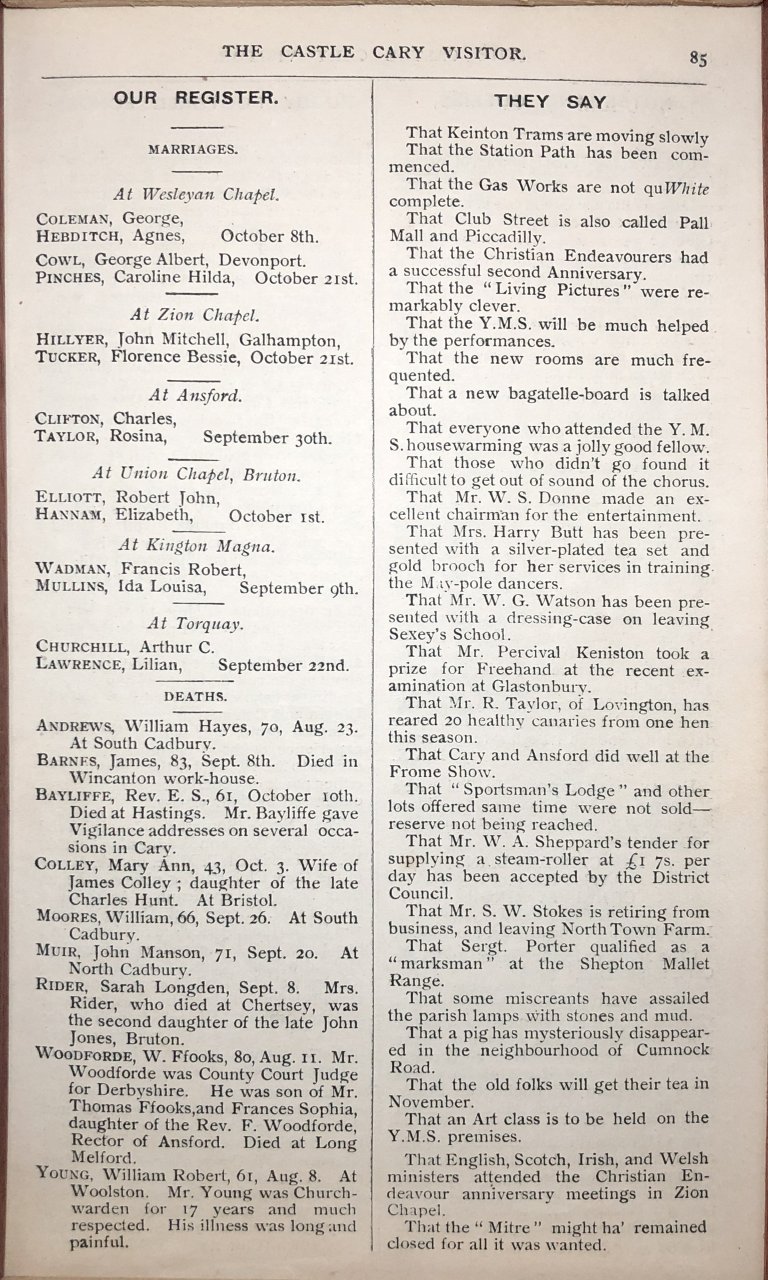 THE CASTLE CARY VISITOR.
85
OUR REGISTER.
MARRIAGES.
At Wesleyan Chapel.
COLEMAN, George,
HEBDITCH, Agnes, October 8th.
COWL, George Albert, Devonport.
PINCHES, Caroline Hilda, October 21st.
At Zion Chapel.
HILLYER, John Mitchell, Galhampton,
TUCKER, Florence Bessie, October 21st.
At Ansford.
CLIFTON, Charles,
TAYLOR, Rosina, September 30th.
At Union Chapel, Bruton.
ELLIOTT, Robert John,
HANNAM, Elizabeth, October 1st.
At Kington Magna.
WADMAN, Francis Robert,
MULLINS, Ida Louisa, September 9th.
At Torquay.
CHURCHILL, Arthur C.
LAWRENCE, Lilian, September 22nd.
DEATHS.
ANDREWS, William Hayes, 70, Aug. 23.
At South Cadbury.
BARNES, James, 83, Sept. 8th. Died in
Wincanton work-house.
BAYLIFFE, Rev. E. S., 61, October 10th.
Died at Hastings. Mr. Bayliffe gave
Vigilance addresses on several occa-
sions in Cary.
COLLEY, Mary Ann, 43, Oct. 3. Wife of
James Colley ; daughter of the late
Charles Hunt. At Bristol.
MOORES, William, 66, Sept. 26. At South
Cadbury.
MUIR, John Manson, 71, Sept. 20. At
North Cadbury.
RIDER, Sarah Longden, Sept. 8. Mrs.
Rider, who died at Chertsey, was
the second daughter of the late John
Jones, Bruton.
WOODFORDE, W. Ffooks, 80, Aug. 11. Mr.
Woodforde was County Court Judge
for Derbyshire. He was son of Mr.
Thomas Ffooks,and Frances Sophia,
daughter of the Rev. F. Woodforde,
Rector of Ansford. Died at Long
Melford.
YOUNG, William Robert, 61, Aug. 8. At
Woolston. Mr. Young was Church-
warden for 17 years and much
respected. His illness was long and
painful.
THEY SAY
That Keinton Trams are moving slowly
That the Station Path has been com-
menced.
That the Gas Works are not quWhite
complete.
That Club Street is also called Pall
Mall and Piccadilly.
That the Christian Endeavourers had
a successful second Anniversary.
That the "Living Pictures" were re-
markably clever.
That the Y.M.S. will be much helped
by the performances.
That the new rooms are much fre-
quented.
That a new bagatelle-board is talked
about.
That everyone who attended the Y. M.
S. housewarming was a jolly good fellow.
That those who didn't go found it
difficult to get out of sound of the chorus.
That Mr. W. S. Donne made an ex-
cellent chairman for the entertainment.
That Mrs. Harry Butt has been pre-
sented with a silver-plated tea set and
gold brooch for her services in training
the May-pole dancers.
That Mr. W. G. Watson has been pre-
sented with a dressing-case on leaving
Sexey's School.
That Mr. Percival Keniston took a
prize for Freehand at the recent ex-
amination at Glastonbury.
That Mr. R. Taylor, of Lovington, has
reared 20 healthy canaries from one hen
this season.
That Cary and Ansford did well at the
Frome Show.
That "Sportsman's Lodge" and other
lots offered same time were not sold—
reserve not being reached.
That Mr. W. A. Sheppard's tender for
supplying a steam-roller at £1 7s. per
day has been accepted by the District
Council.
That Mr. S. W. Stokes is retiring from
business, and leaving North Town Farm.
That Sergt. Porter qualified as a
"marksman" at the Shepton Mallet
Range.
That some miscreants have assailed
the parish lamps with stones and mud.
That a pig has mysteriously disappear-
ed in the neighbourhood of Cumnock
Road.
That the old folks will get their tea in
November.
That an Art class is to be held on the
Y.M.S. premises.
That English, Scotch, Irish, and Welsh
ministers attended the Christian En-
deavour anniversary meetings in Zion
Chapel.
That the "Mitre" might ha' remained
closed for all it was wanted.